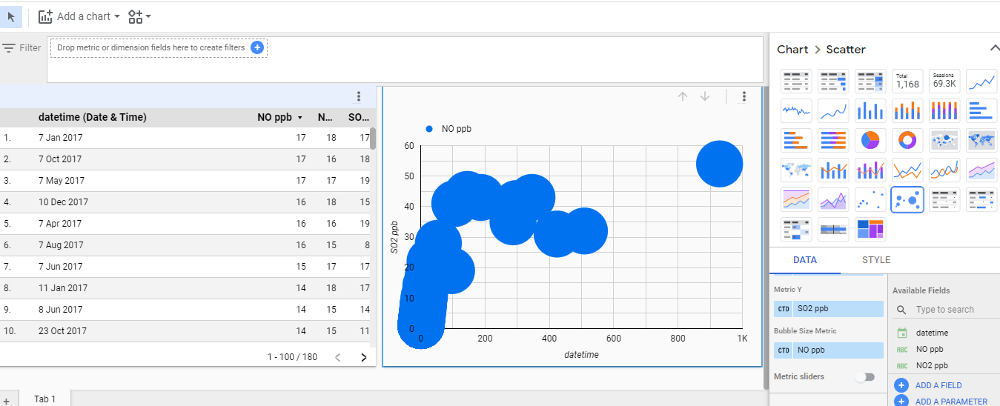 Add a chart
Filter
Drop metric or dimension fields here to create filters
datetime (Date & Time) NO ppb N... SO...
1. 7 Jan 2017 17 18 17
2. 7 Oct 2017 17 16 18
3. 7 May 2017 17 17 19
4. 10 Dec 2017 16 18 15
5. 7 Apr 2017 16 16 19
6. 7 Aug 2017 16 15 8
7. 7 Jun 2017 15 17 17
8. 11 Jan 2017 14 18 17
9. 8 Jun 2017 14 15 14
10. 23 Oct 2017 14 15 11
1 - 100 / 180
Tab 1
NO ppb
60
50
40
30
20
10
0
SO2 ppb
0 200 400 600 800 1K
datetime
Chart > Scatter
Total
1,168
Sessions
69.3K
DATA STYLE
Metric Y
CTD SO2 ppb
Bubble Size Metric
CTD NO ppb
Metric sliders
Available Fields
Type to search
datetime
ABC NO ppb
ABC NO2 ppb
ADD A FIELD
ADD A PARAMETER